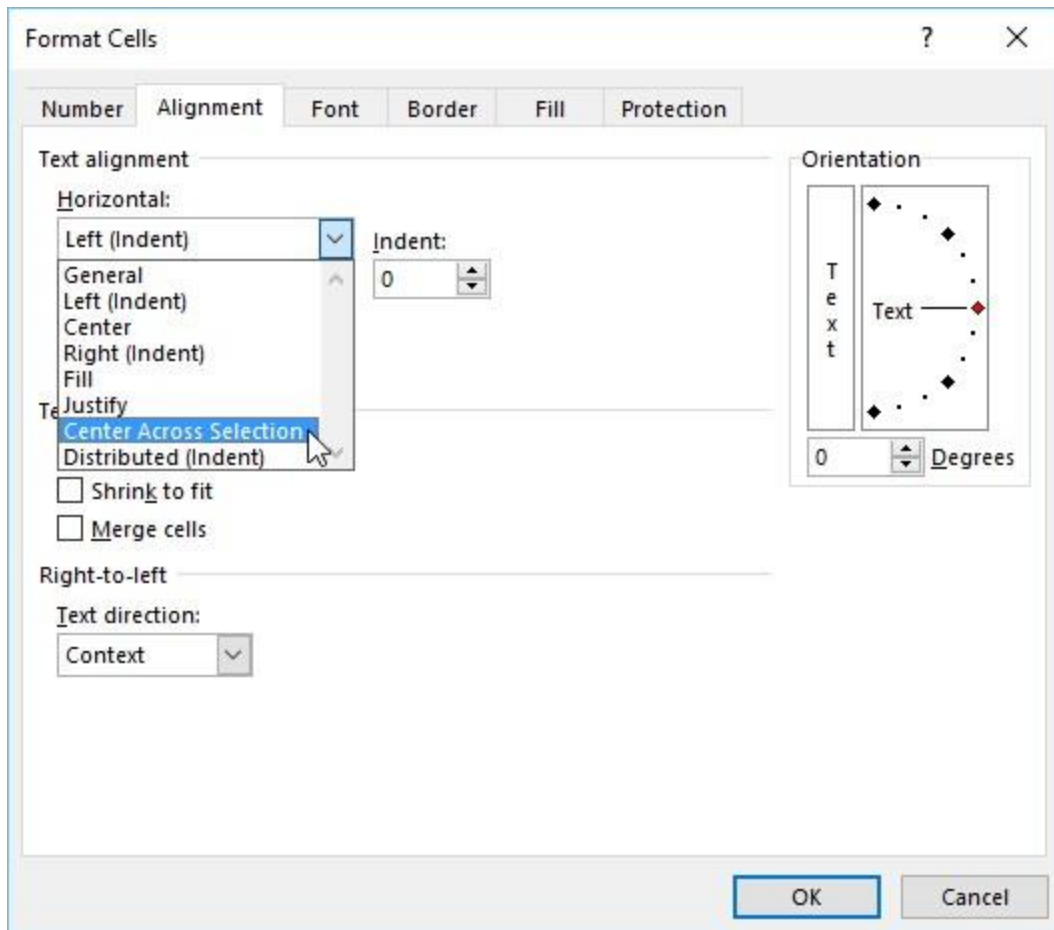 Format Cells
?
Number Alignment Font Border Fill Protection
Text alignment
Horizontal:
Left (Indent)
Indent:
0
General
Left (Indent)
Center
Right (Indent)
Fill
Justify
Center Across Selection
Distributed (Indent)
Te
Shrink to fit
Merge cells
Right-to-left
Text direction:
Context
Orientation
Text
Text
0 Degrees
OK Cancel